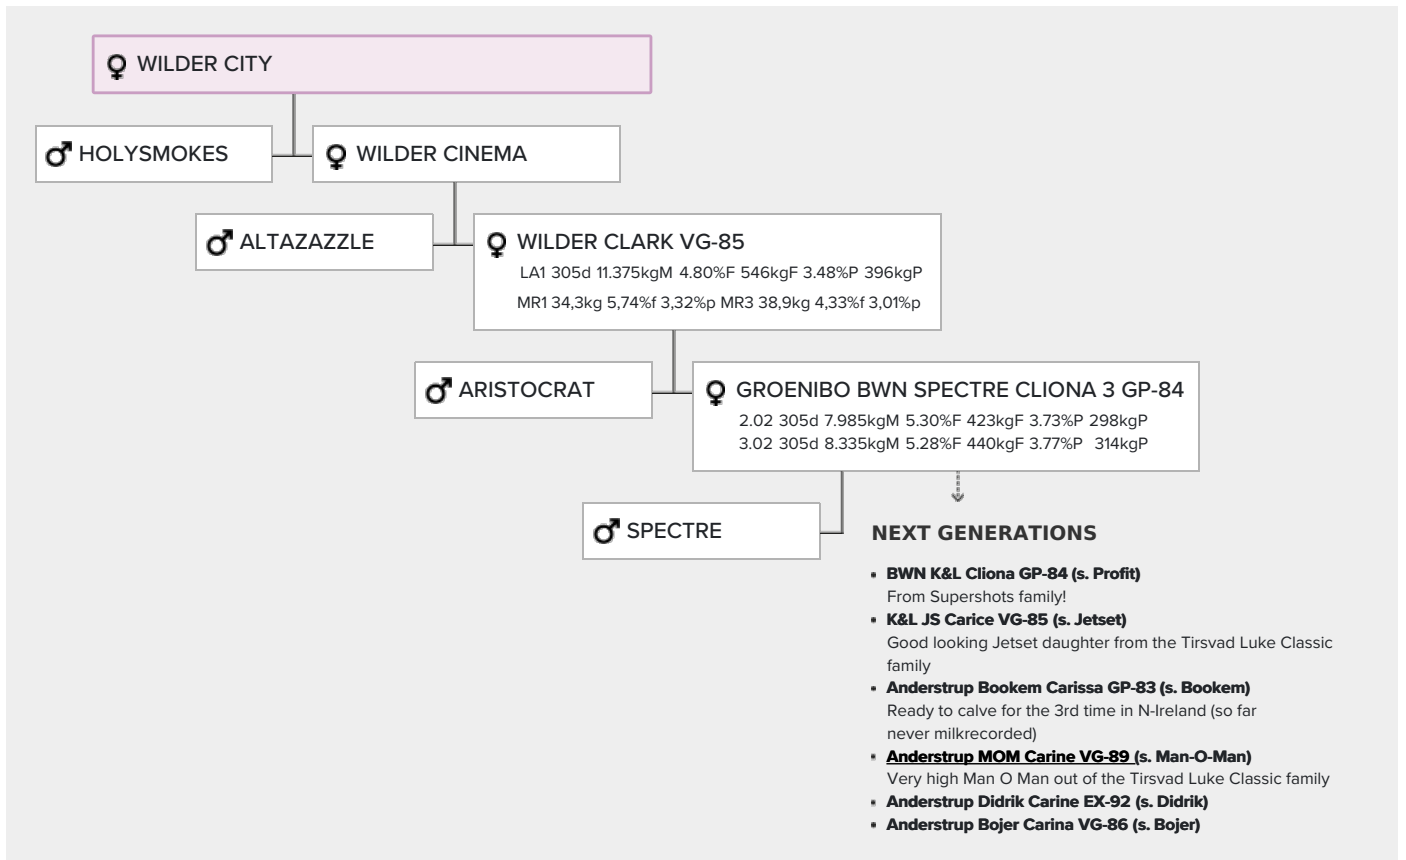 WILDER CITY
HOLYSMOKES
WILDER CINEMA
ALTAZAZZLE
WILDER CLARK VG-85
LA1 305d 11.375kgM 4.80%F 546kgF 3.48%P 396kgP
MR1 34,3kg 5,74%f 3,32%p MR3 38,9kg 4,33%f 3,01%p
ARISTOCRAT
GROENIBO BWN SPECTRE CLIONA 3 GP-84
2.02 305d 7.985kgM 5.30%F 423kgF 3.73%P 298kgP
3.02 305d 8.335kgM 5.28%F 440kgF 3.77%P 314kgP
SPECTRE
NEXT GENERATIONS
▪ BWN K&L Cliona GP-84 (s. Profit)
From Supershots family!
▪ K&L JS Carice VG-85 (s. Jetset)
Good looking Jetset daughter from the Tirsvad Luke Classic
family
▪ Anderstrup Bookem Carissa GP-83 (s. Bookem)
Ready to calve for the 3rd time in N-Ireland (so far
never milkrecorded)
▪ Anderstrup MOM Carine VG-89 (s. Man-O-Man)
Very high Man O Man out of the Tirsvad Luke Classic family
▪ Anderstrup Didrik Carine EX-92 (s. Didrik)
▪ Anderstrup Bojer Carina VG-86 (s. Bojer)